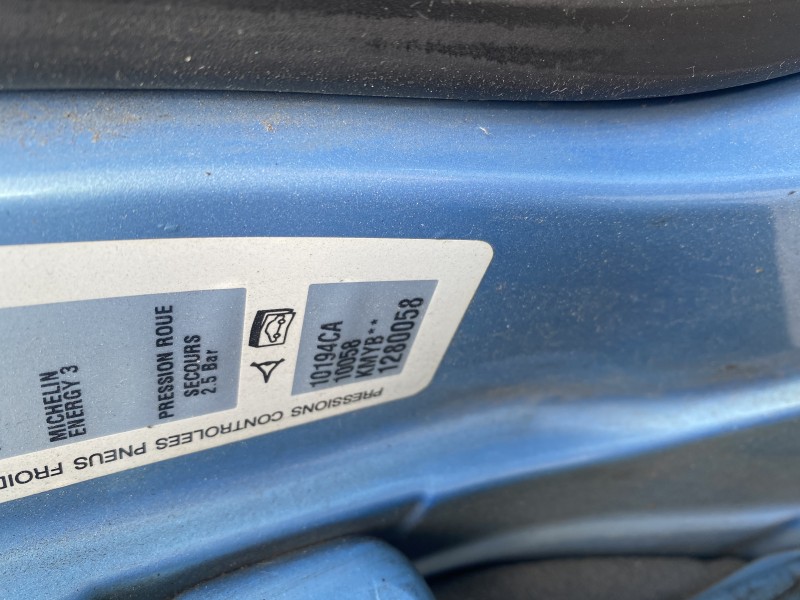 MICHELIN
ENERGY 3
PRESSION ROUE
SECOURS
2.5 Bar
10194CA
10058
KMYB**
1280058
PRESSIONS CONTROLEES PNEUS FROID